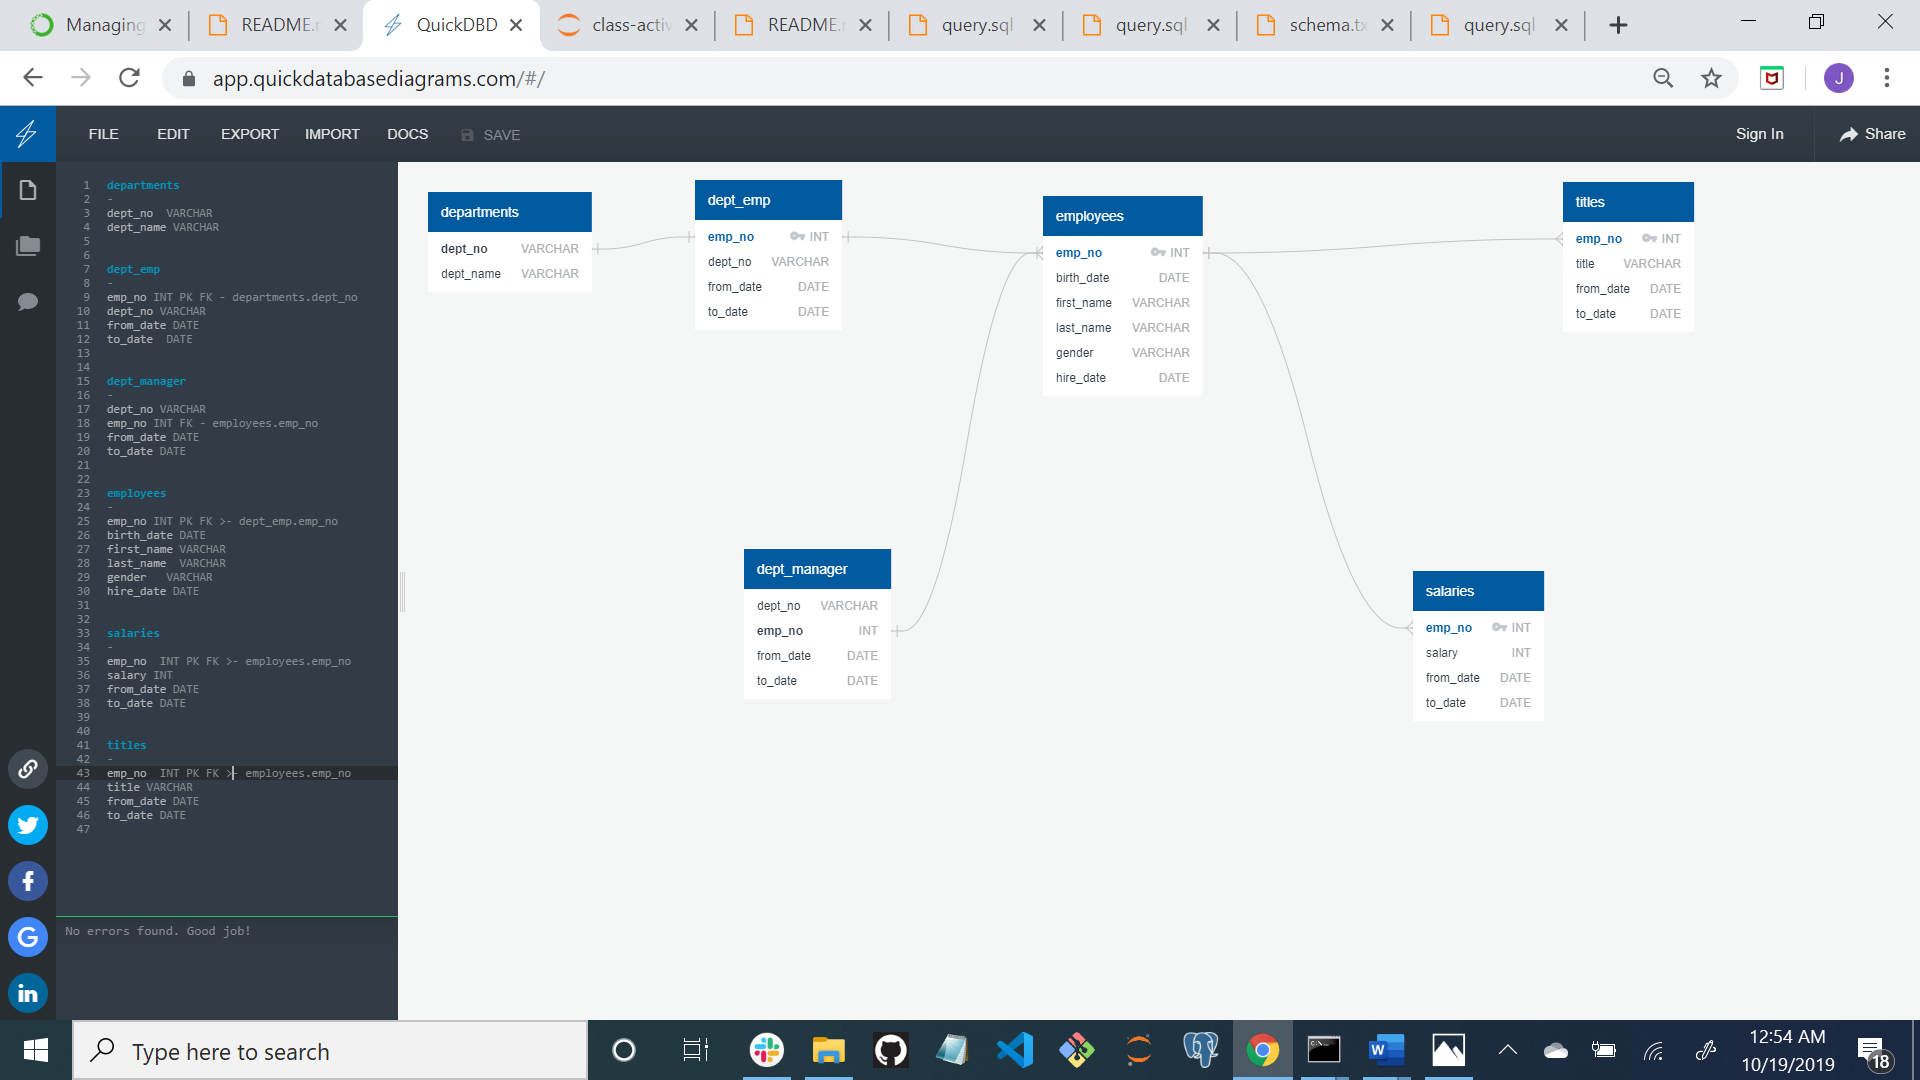 Managing
README.r
QuickDBD
class-activ
README.r
query.sql
query.sql
schema.tx
query.sql
app.quickdatabasediagrams.com/#/
J
FILE EDIT EXPORT IMPORT DOCS SAVE
Sign In
Share
1 departments
2 -
3 dept_no  VARCHAR
4 dept_name VARCHAR
5
6
7 dept_emp
8 -
9 emp_no INT PK FK - departments.dept_no
10 dept_no VARCHAR
11 from_date DATE
12 to_date  DATE
13
14
15 dept_manager
16 -
17 dept_no VARCHAR
18 emp_no INT FK - employees.emp_no
19 from_date DATE
20 to_date DATE
21
22
23 employees
24 -
25 emp_no INT PK FK >- dept_emp.emp_no
26 birth_date DATE
27 first_name VARCHAR
28 last_name  VARCHAR
29 gender   VARCHAR
30 hire_date DATE
31
32
33 salaries
34 -
35 emp_no  INT PK FK >- employees.emp_no
36 salary INT
37 from_date DATE
38 to_date DATE
39
40
41 titles
42 -
43 emp_no  INT PK FK >- employees.emp_no
44 title VARCHAR
45 from_date DATE
46 to_date DATE
47
No errors found. Good job!
departments
dept_no VARCHAR
dept_name VARCHAR
dept_emp
emp_no INT
dept_no VARCHAR
from_date DATE
to_date DATE
employees
emp_no INT
birth_date DATE
first_name VARCHAR
last_name VARCHAR
gender VARCHAR
hire_date DATE
titles
emp_no INT
title VARCHAR
from_date DATE
to_date DATE
dept_manager
dept_no VARCHAR
emp_no INT
from_date DATE
to_date DATE
salaries
emp_no INT
salary INT
from_date DATE
to_date DATE
Type here to search
12:54 AM
10/19/2019
18